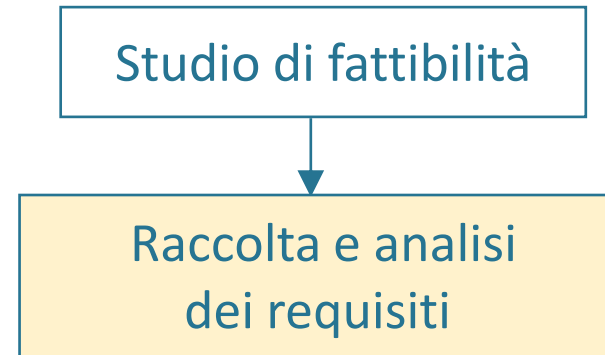 Studio di fattibilità
Raccolta e analisi
dei requisiti